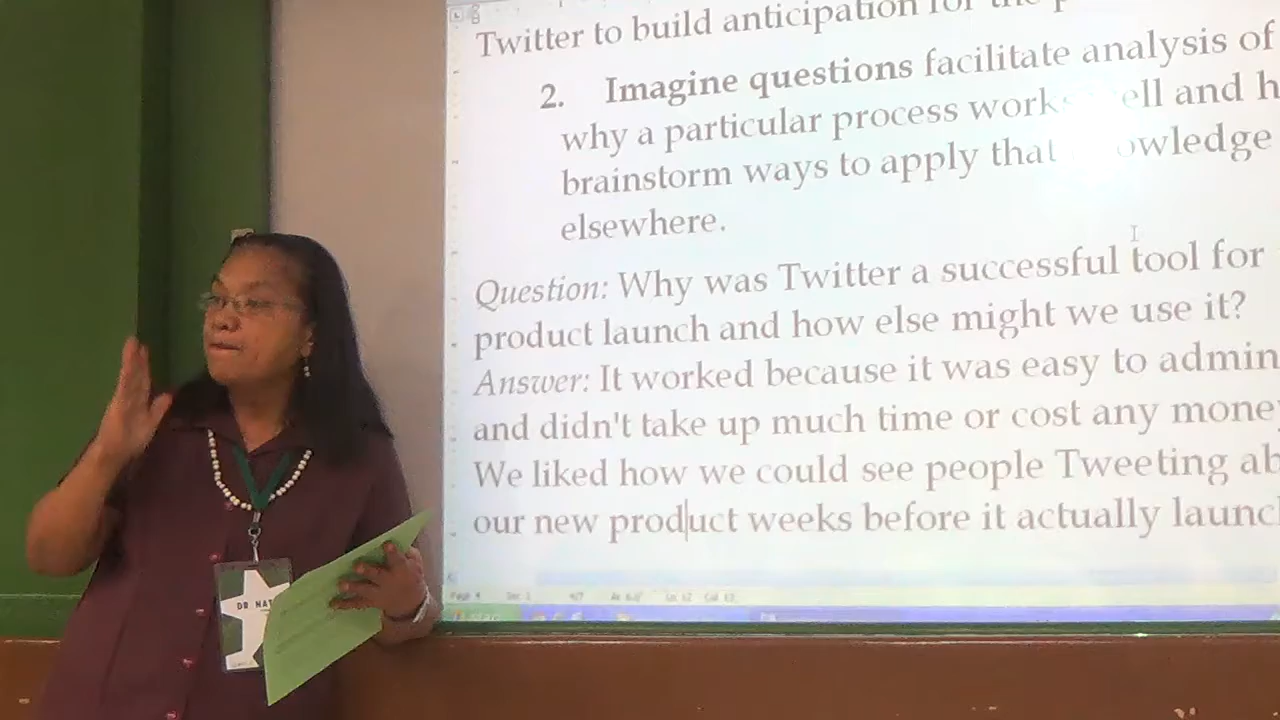 Twitter to build anticipation for the p
2. Imagine questions facilitate analysis of
why a particular process works ell and h
brainstorm ways to apply that owledge
elsewhere.
Question: Why was Twitter a successful tool for
product launch and how else might we use it?
Answer: It worked because it was easy to admin
and didn't take up much time or cost any mone
We liked how we could see people Tweeting ab
our new product weeks before it actually launc
DR NAT